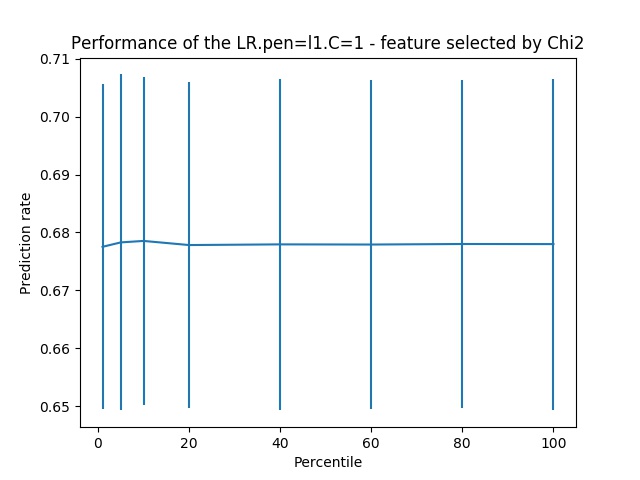 Performance of the LR.pen=l1.C=1 - feature selected by Chi2
0.71
0.70
0.69
0.68
0.67
0.66
0.65
Prediction rate
0 20 40 60 80 100
Percentile